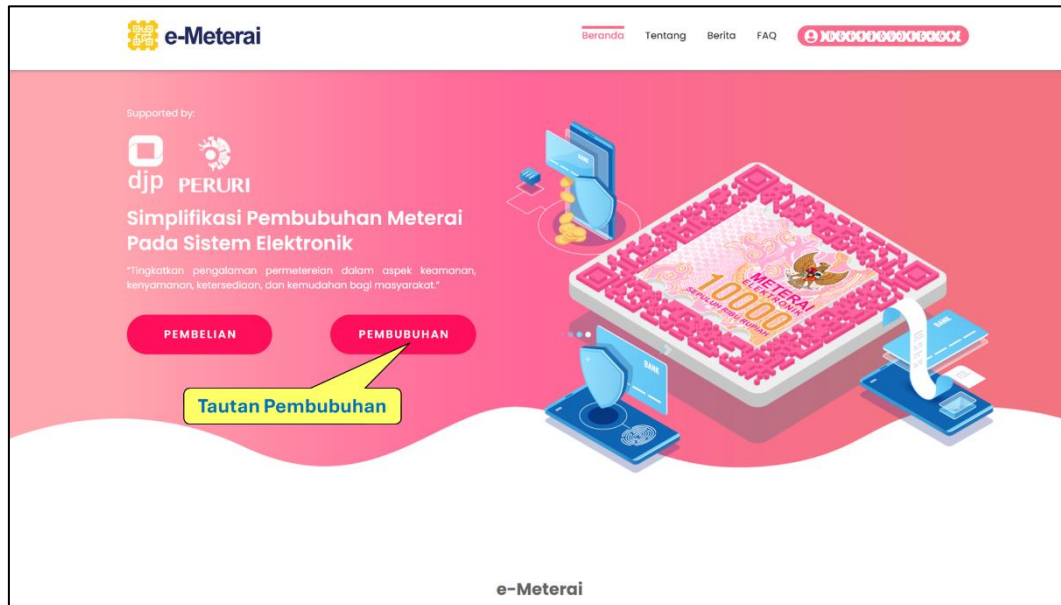 e-Meterai
Beranda Tentang Berita FAQ
Supported by:
djp PERURI
Simplifikasi Pembubuhan Meterai
Pada Sistem Elektronik
"Tingkatkan pengalaman permetereian dalam aspek keamanan,
kenyamanan, ketersediaan, dan kemudahan bagi masyarakat."
PEMBELIAN PEMBUBUHAN
Tautan Pembubuhan
BANK
METERAI
ELEKTRONIK
10000
SEPULUH RIBU RUPIAH
BANK
BANK
e-Meterai